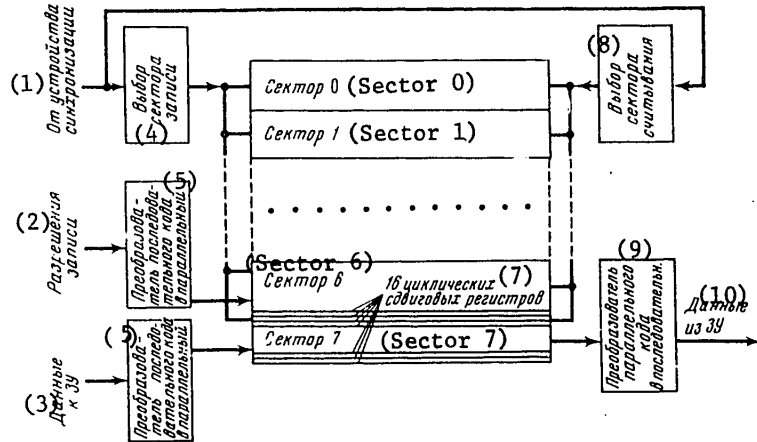 (1)
От устройства
синхронизации
(4)
Выбор
сектора
записи
Сектор 0 (Sector 0)
Сектор 1 (Sector 1)
(8)
Выбор
сектора
считывания
(2)
Разрешения
записи
(5)
Преобразова-
тель последова-
тельного кода
в параллельный
(Sector 6)
Сектор 6
16 циклических (7)
сдвиговых регистров
Сектор 7 (Sector 7)
(9)
Преобразователь
параллельного
кода
в последовательн.
(10)
Данные
из ЗУ
(3)
Данные
к ЗУ
(5)
Преобразова-
тель последо-
вательного кода
в параллельный